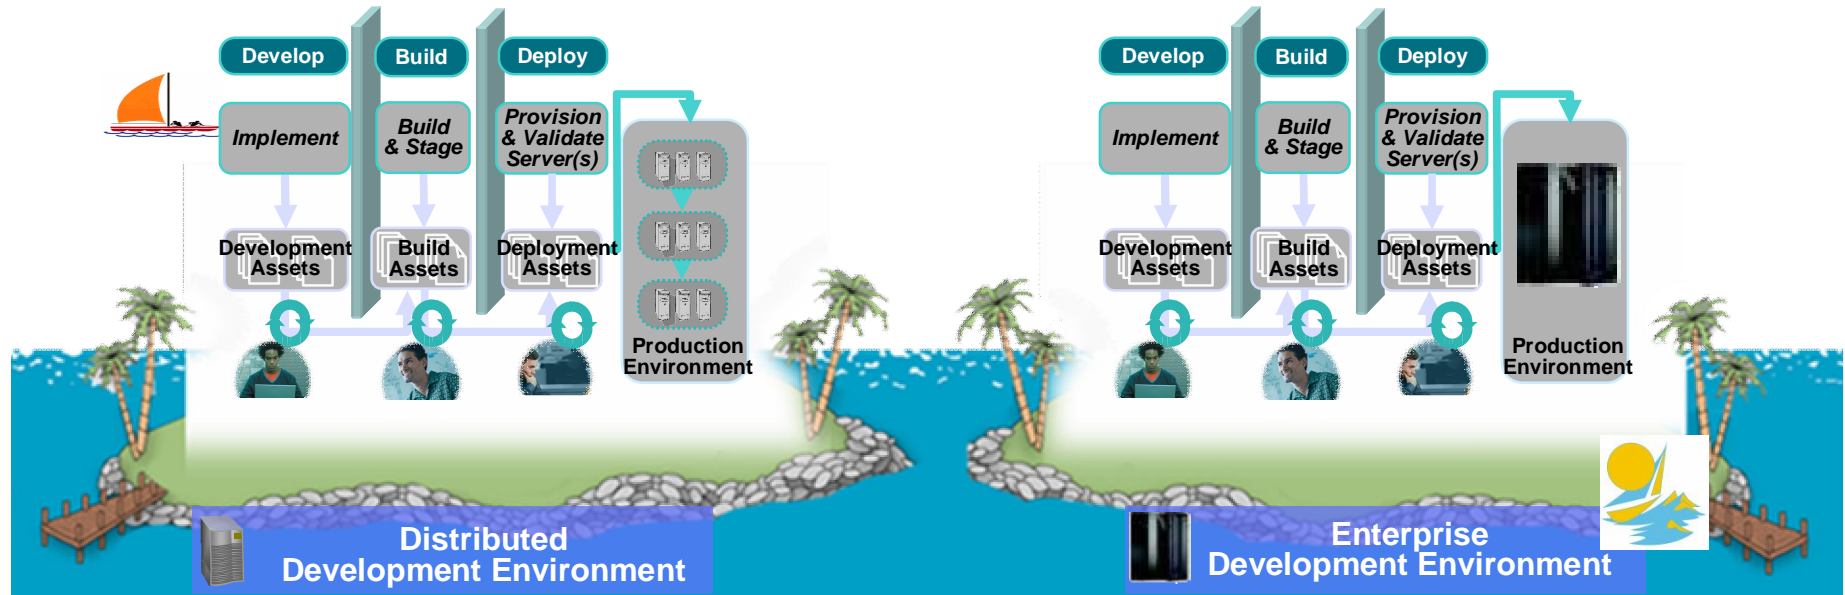 Develop
Build
Deploy
Implement
Build
& Stage
Provision
& Validate
Server(s)
Development
Assets
Build
Assets
Deployment
Assets
Production
Environment
Distributed
Development Environment
Develop
Build
Deploy
Implement
Build
& Stage
Provision
& Validate
Server(s)
Development
Assets
Build
Assets
Deployment
Assets
Production
Environment
Enterprise
Development Environment